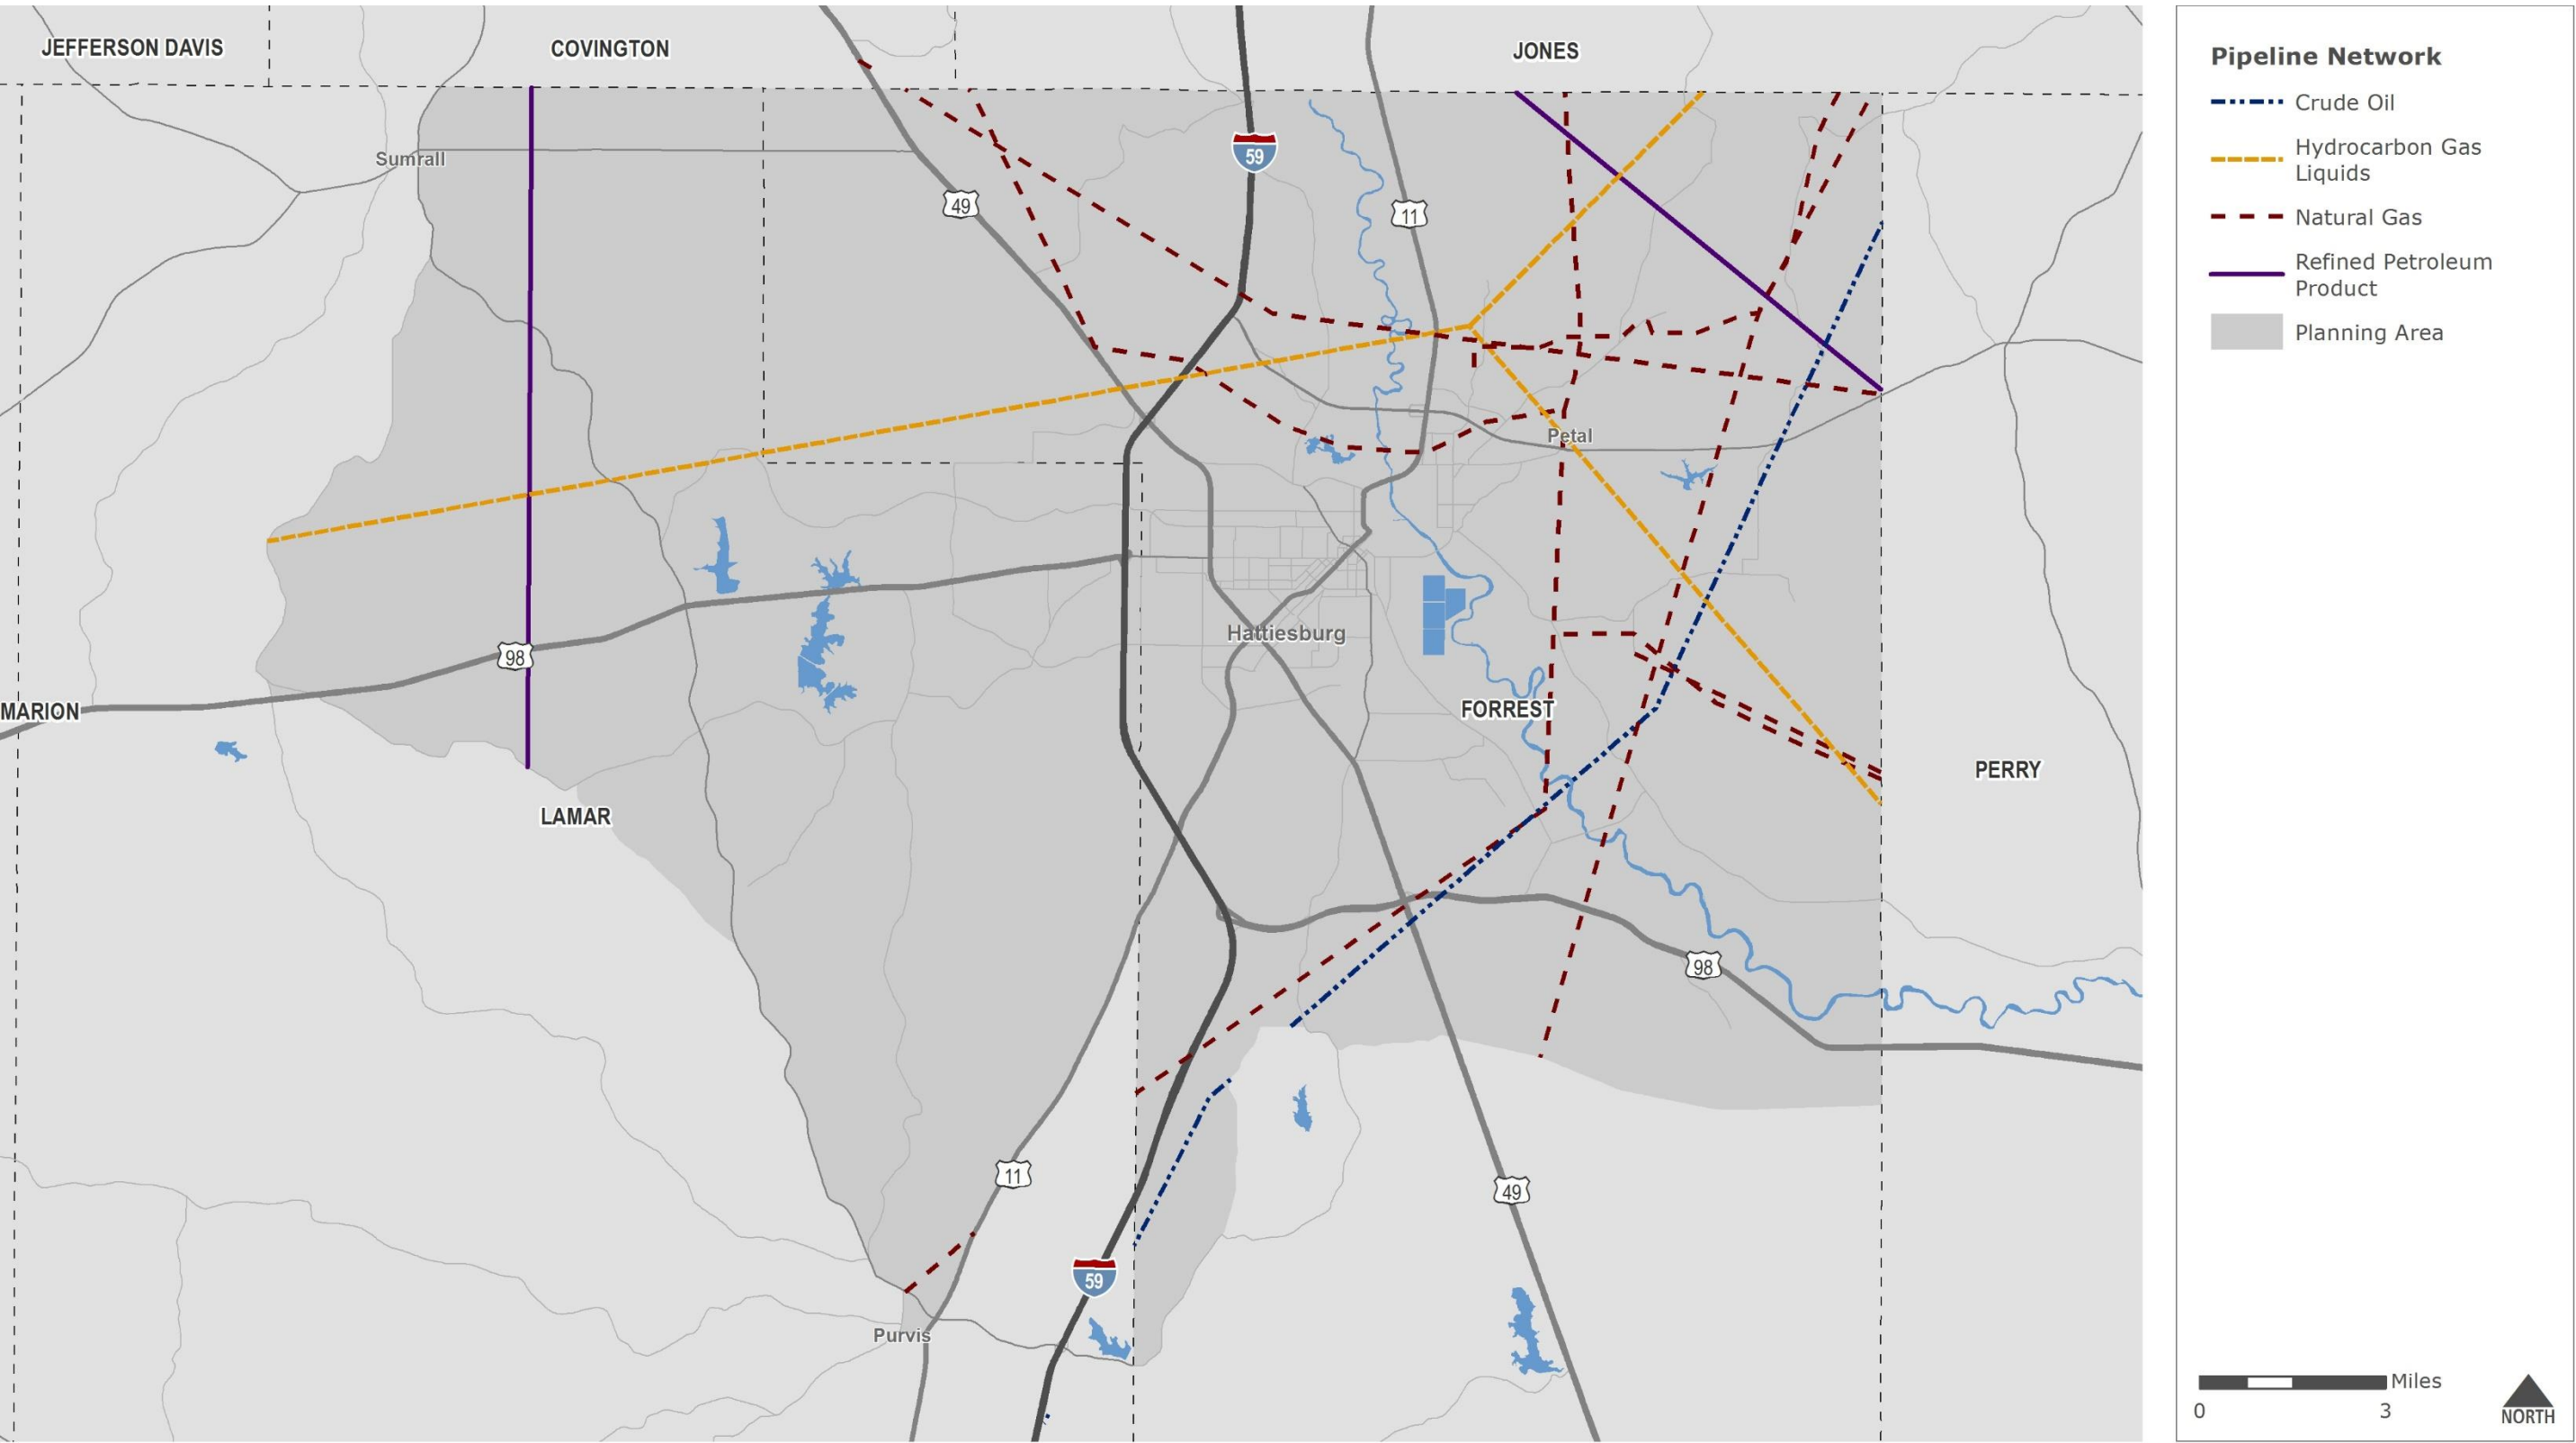 JEFFERSON DAVIS
COVINGTON
JONES
Sumrall
59
49
11
Petal
98
Hattiesburg
MARION
FORREST
PERRY
LAMAR
98
11
49
59
Purvis
Pipeline Network
Crude Oil
Hydrocarbon Gas
Liquids
Natural Gas
Refined Petroleum
Product
Planning Area
Miles
0
3
NORTH